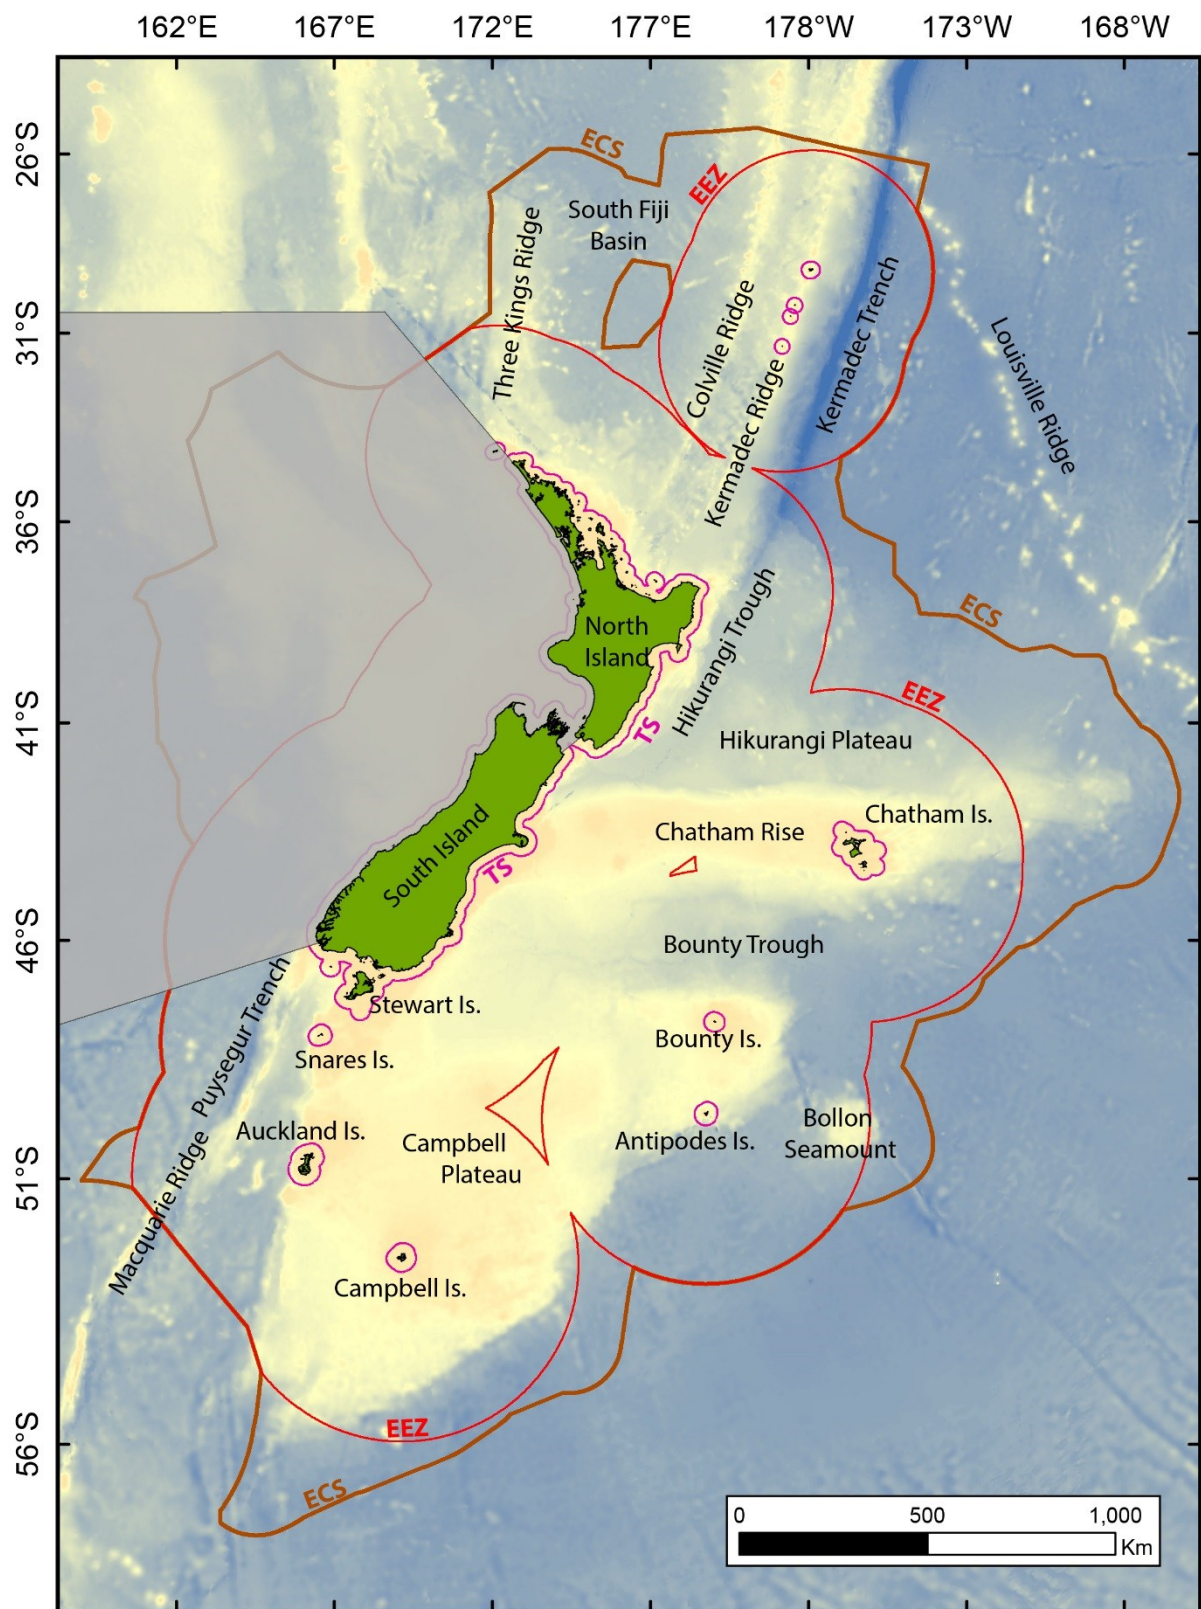 162°E 167°E 172°E 177°E 178°W 173°W 168°W
26°S
31°S
36°S
41°S
46°S
51°S
56°S
ECS
EEZ
South Fiji
Basin
Three Kings Ridge
Colville Ridge
Kermadec Ridge
Kermadec Trench
Louisville Ridge
ECS
North
Island
Hikurangi Trough
EEZ
TS
Hikurangi Plateau
Chatham Is.
Chatham Rise
South Island
TS
Bounty Trough
Puysegur Trench
Stewart Is.
Snares Is.
Bounty Is.
Auckland Is.
Campbell
Plateau
Antipodes Is.
Bollon
Seamount
Macquarie Ridge
Campbell Is.
EEZ
ECS
0 500 1,000
Km